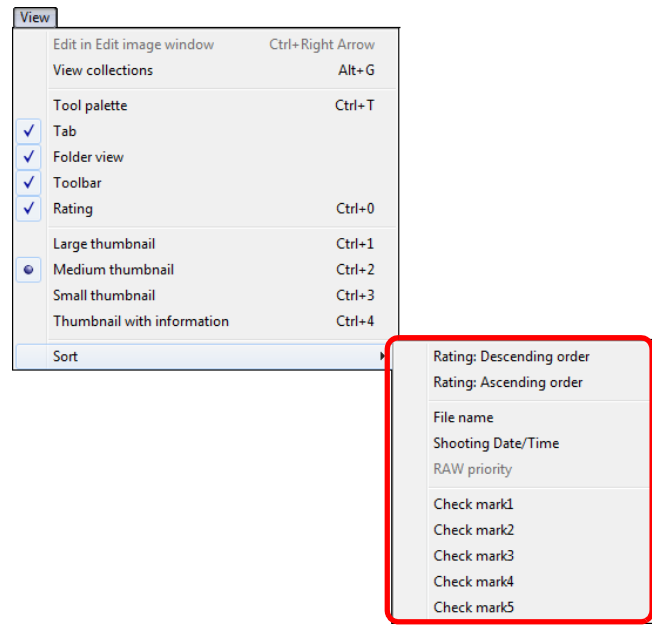 View
Edit in Edit image window Ctrl+Right Arrow
View collections Alt+G
Tool palette Ctrl+T
Tab
Folder view
Toolbar
Rating Ctrl+0
Large thumbnail Ctrl+1
Medium thumbnail Ctrl+2
Small thumbnail Ctrl+3
Thumbnail with information Ctrl+4
Sort
Rating: Descending order
Rating: Ascending order
File name
Shooting Date/Time
RAW priority
Check mark1
Check mark2
Check mark3
Check mark4
Check mark5